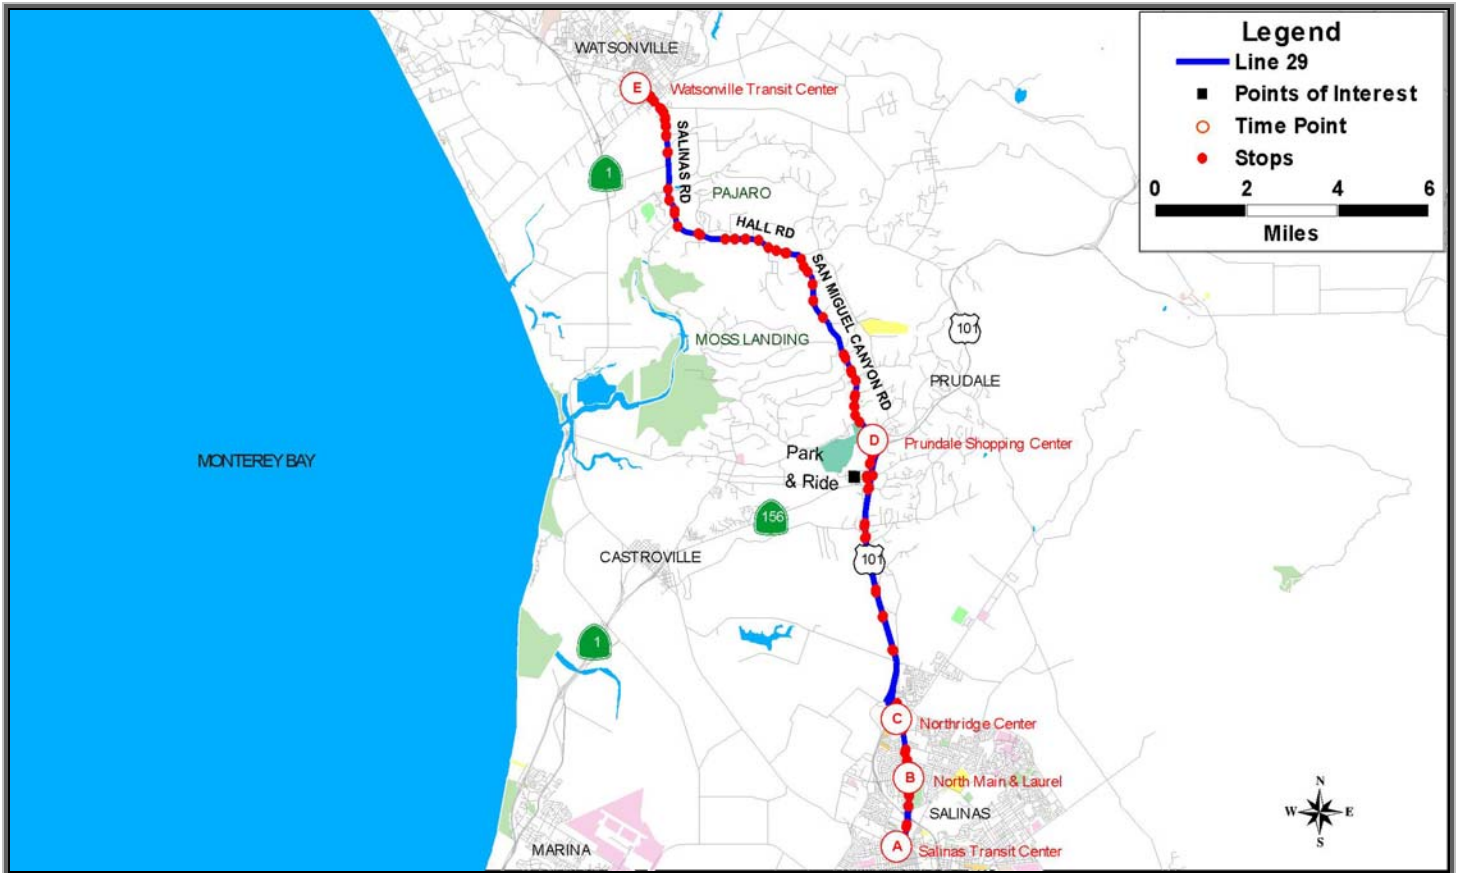 Legend
Line 29
Points of Interest
Time Point
Stops
0 2 4 6
Miles
WATSONVILLE
E Watsonville Transit Center
SALINAS RD
1
PAJARO
HALL RD
SAN MIGUEL CANYON RD
101
MOSS LANDING
PRUDALE
D Prundale Shopping Center
Park
& Ride
MONTEREY BAY
156
CASTROVILLE
101
1
C Northridge Center
B North Main & Laurel
SALINAS
A Salinas Transit Center
MARINA
N
W E
S